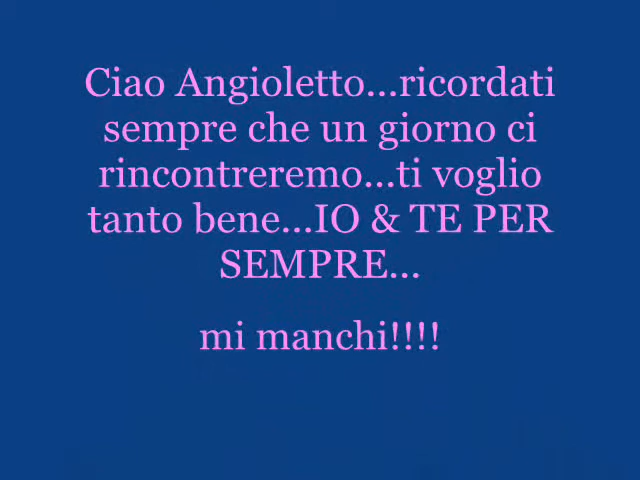 Ciao Angioletto...ricordati
sempre che un giorno ci
rincontreremo...ti voglio
tanto bene...IO & TE PER
SEMPRE...
mi manchi!!!!